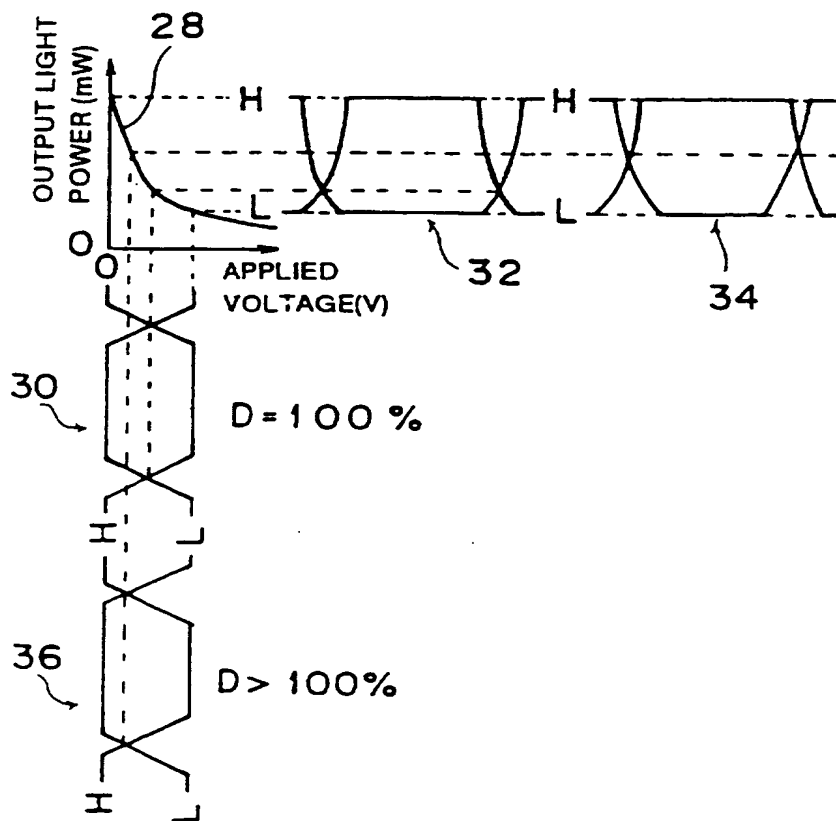 28
OUTPUT LIGHT
POWER (mW)
H
H
L
L
O
O
APPLIED
VOLTAGE(V)
32
34
30
D = 100 %
H
L
36
D > 100%
H
L